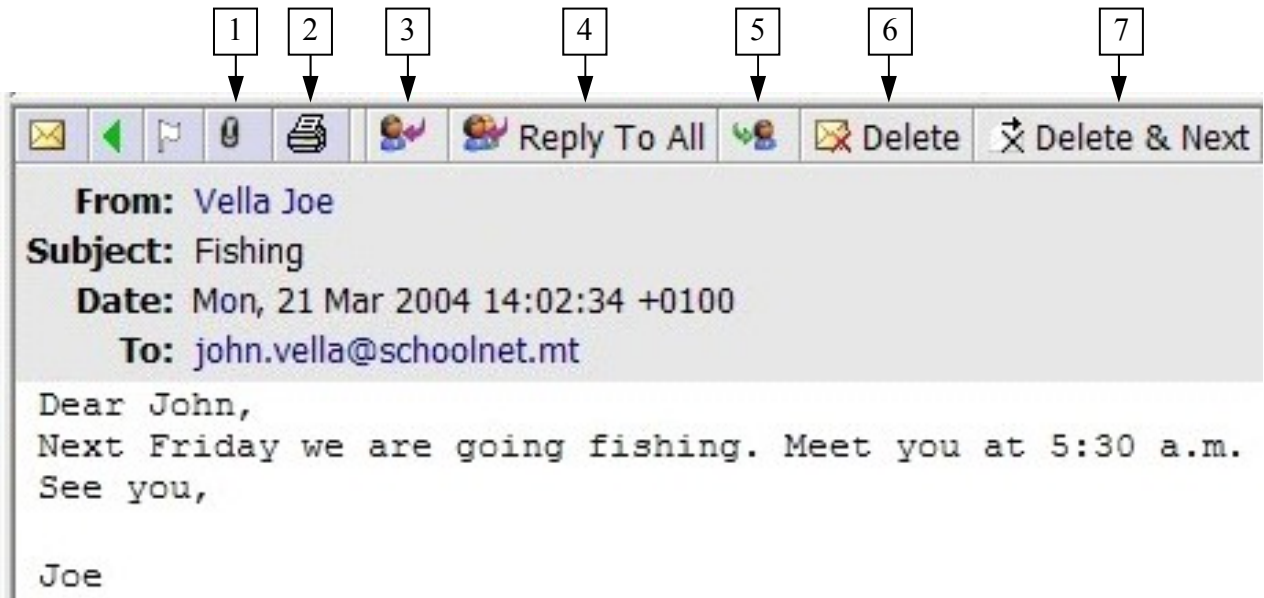 1 2 3 4 5 6 7
Reply To All Delete Delete & Next
From: Vella Joe
Subject: Fishing
Date: Mon, 21 Mar 2004 14:02:34 +0100
To: john.vella@schoolnet.mt
Dear John,
Next Friday we are going fishing. Meet you at 5:30 a.m.
See you,
Joe